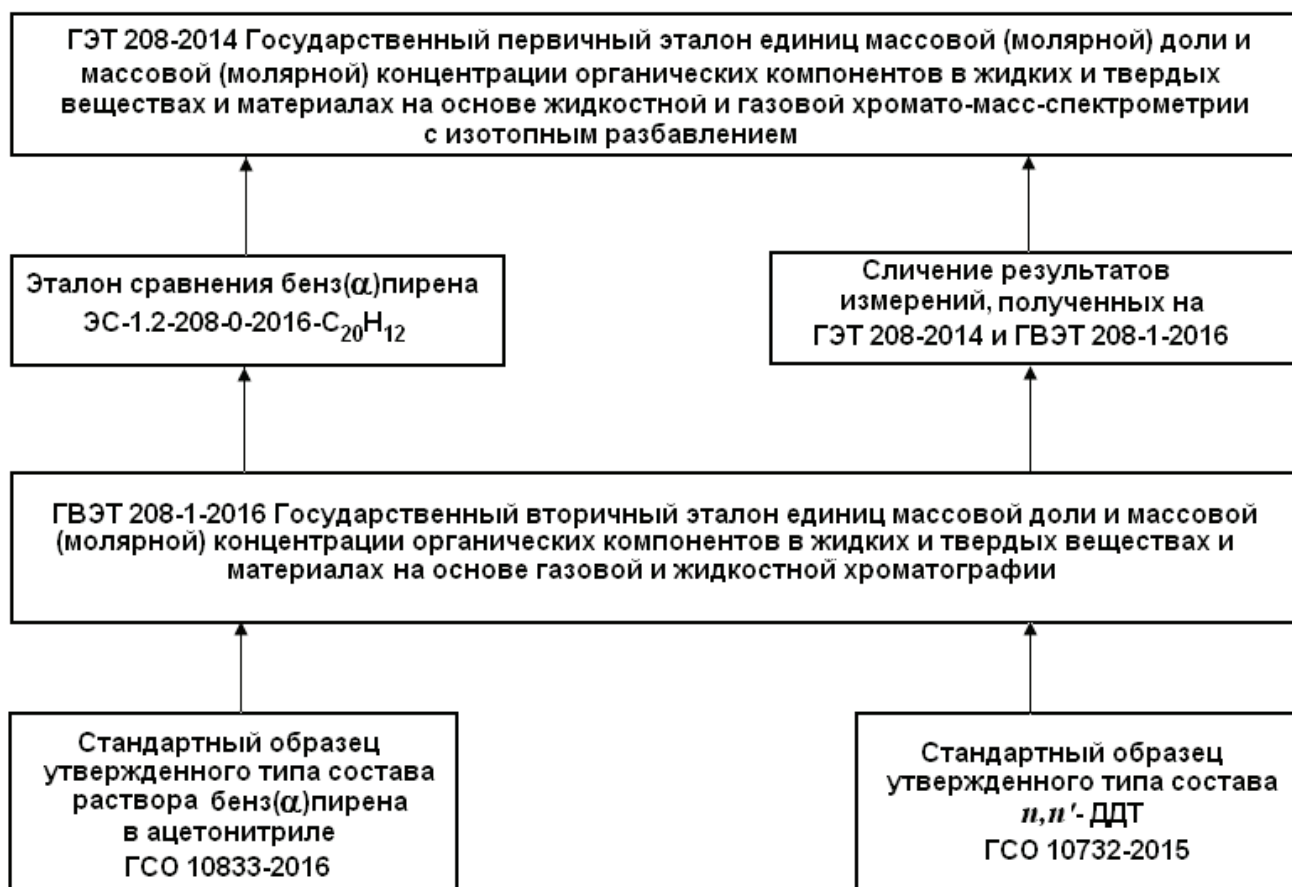 ГЭТ 208-2014 Государственный первичный эталон единиц массовой (молярной) доли и
массовой (молярной) концентрации органических компонентов в жидких и твердых
веществах и материалах на основе жидкостной и газовой хромато-масс-спектрометрии
с изотопным разбавлением
Эталон сравнения бенз(α)пирена
ЭС-1.2-208-0-2016-C₂₀H₁₂
Сличение результатов
измерений, полученных на
ГЭТ 208-2014 и ГВЭТ 208-1-2016
ГВЭТ 208-1-2016 Государственный вторичный эталон единиц массовой доли и массовой
(молярной) концентрации органических компонентов в жидких и твердых веществах и
материалах на основе газовой и жидкостной хроматографии
Стандартный образец
утвержденного типа состава
раствора бенз(α)пирена
в ацетонитриле
ГСО 10833-2016
Стандартный образец
утвержденного типа состава
п,п'- ДДТ
ГСО 10732-2015